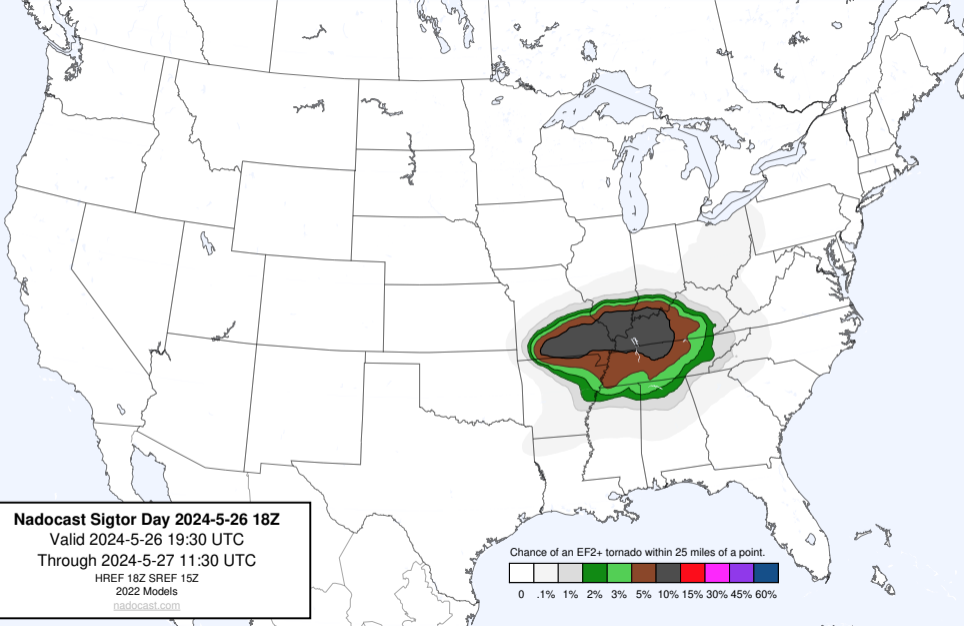 Nadocast Sigtor Day 2024-5-26 18Z
Valid 2024-5-26 19:30 UTC
Through 2024-5-27 11:30 UTC
HREF 18Z SREF 15Z
2022 Models
nadocast.com
Chance of an EF2+ tornado within 25 miles of a point.
0 .1% 1% 2% 3% 5% 10% 15% 30% 45% 60%